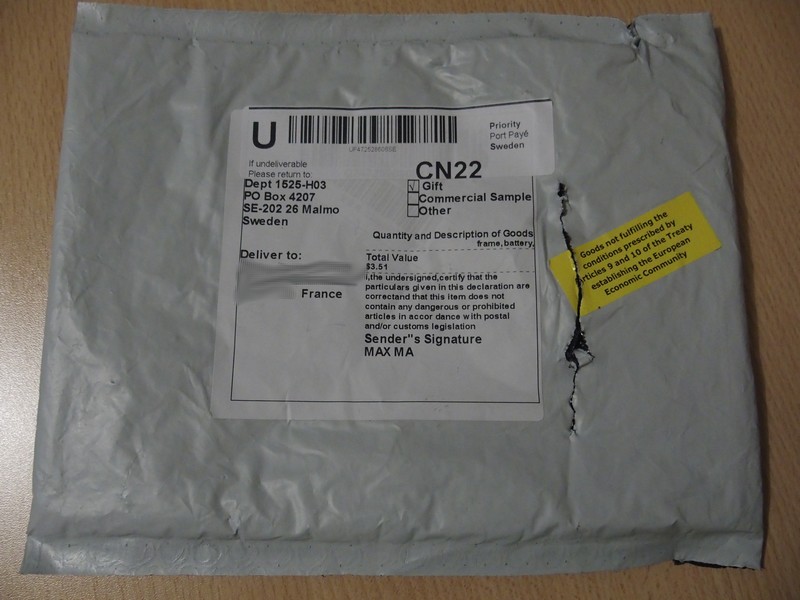 U
Priority
Port Payé
Sweden
If undeliverable
Please return to:
Dept 1525-H03
PO Box 4207
SE-202 26 Malmo
Sweden
CN22
√ Gift
Commercial Sample
Other
Quantity and Description of Goods
frame,battery,
Deliver to:
France
Total Value
$3.51
i,the undersigned,certify that the
particulars given in this declaration are
correctand that this item does not
contain any dangerous or prohibited
articles in accor dance with postal
and/or customs legislation
Sender"s Signature
MAX MA
Goods not fulfilling the
conditions prescribed by
articles 9 and 10 of the Treaty
establishing the European
Economic Community